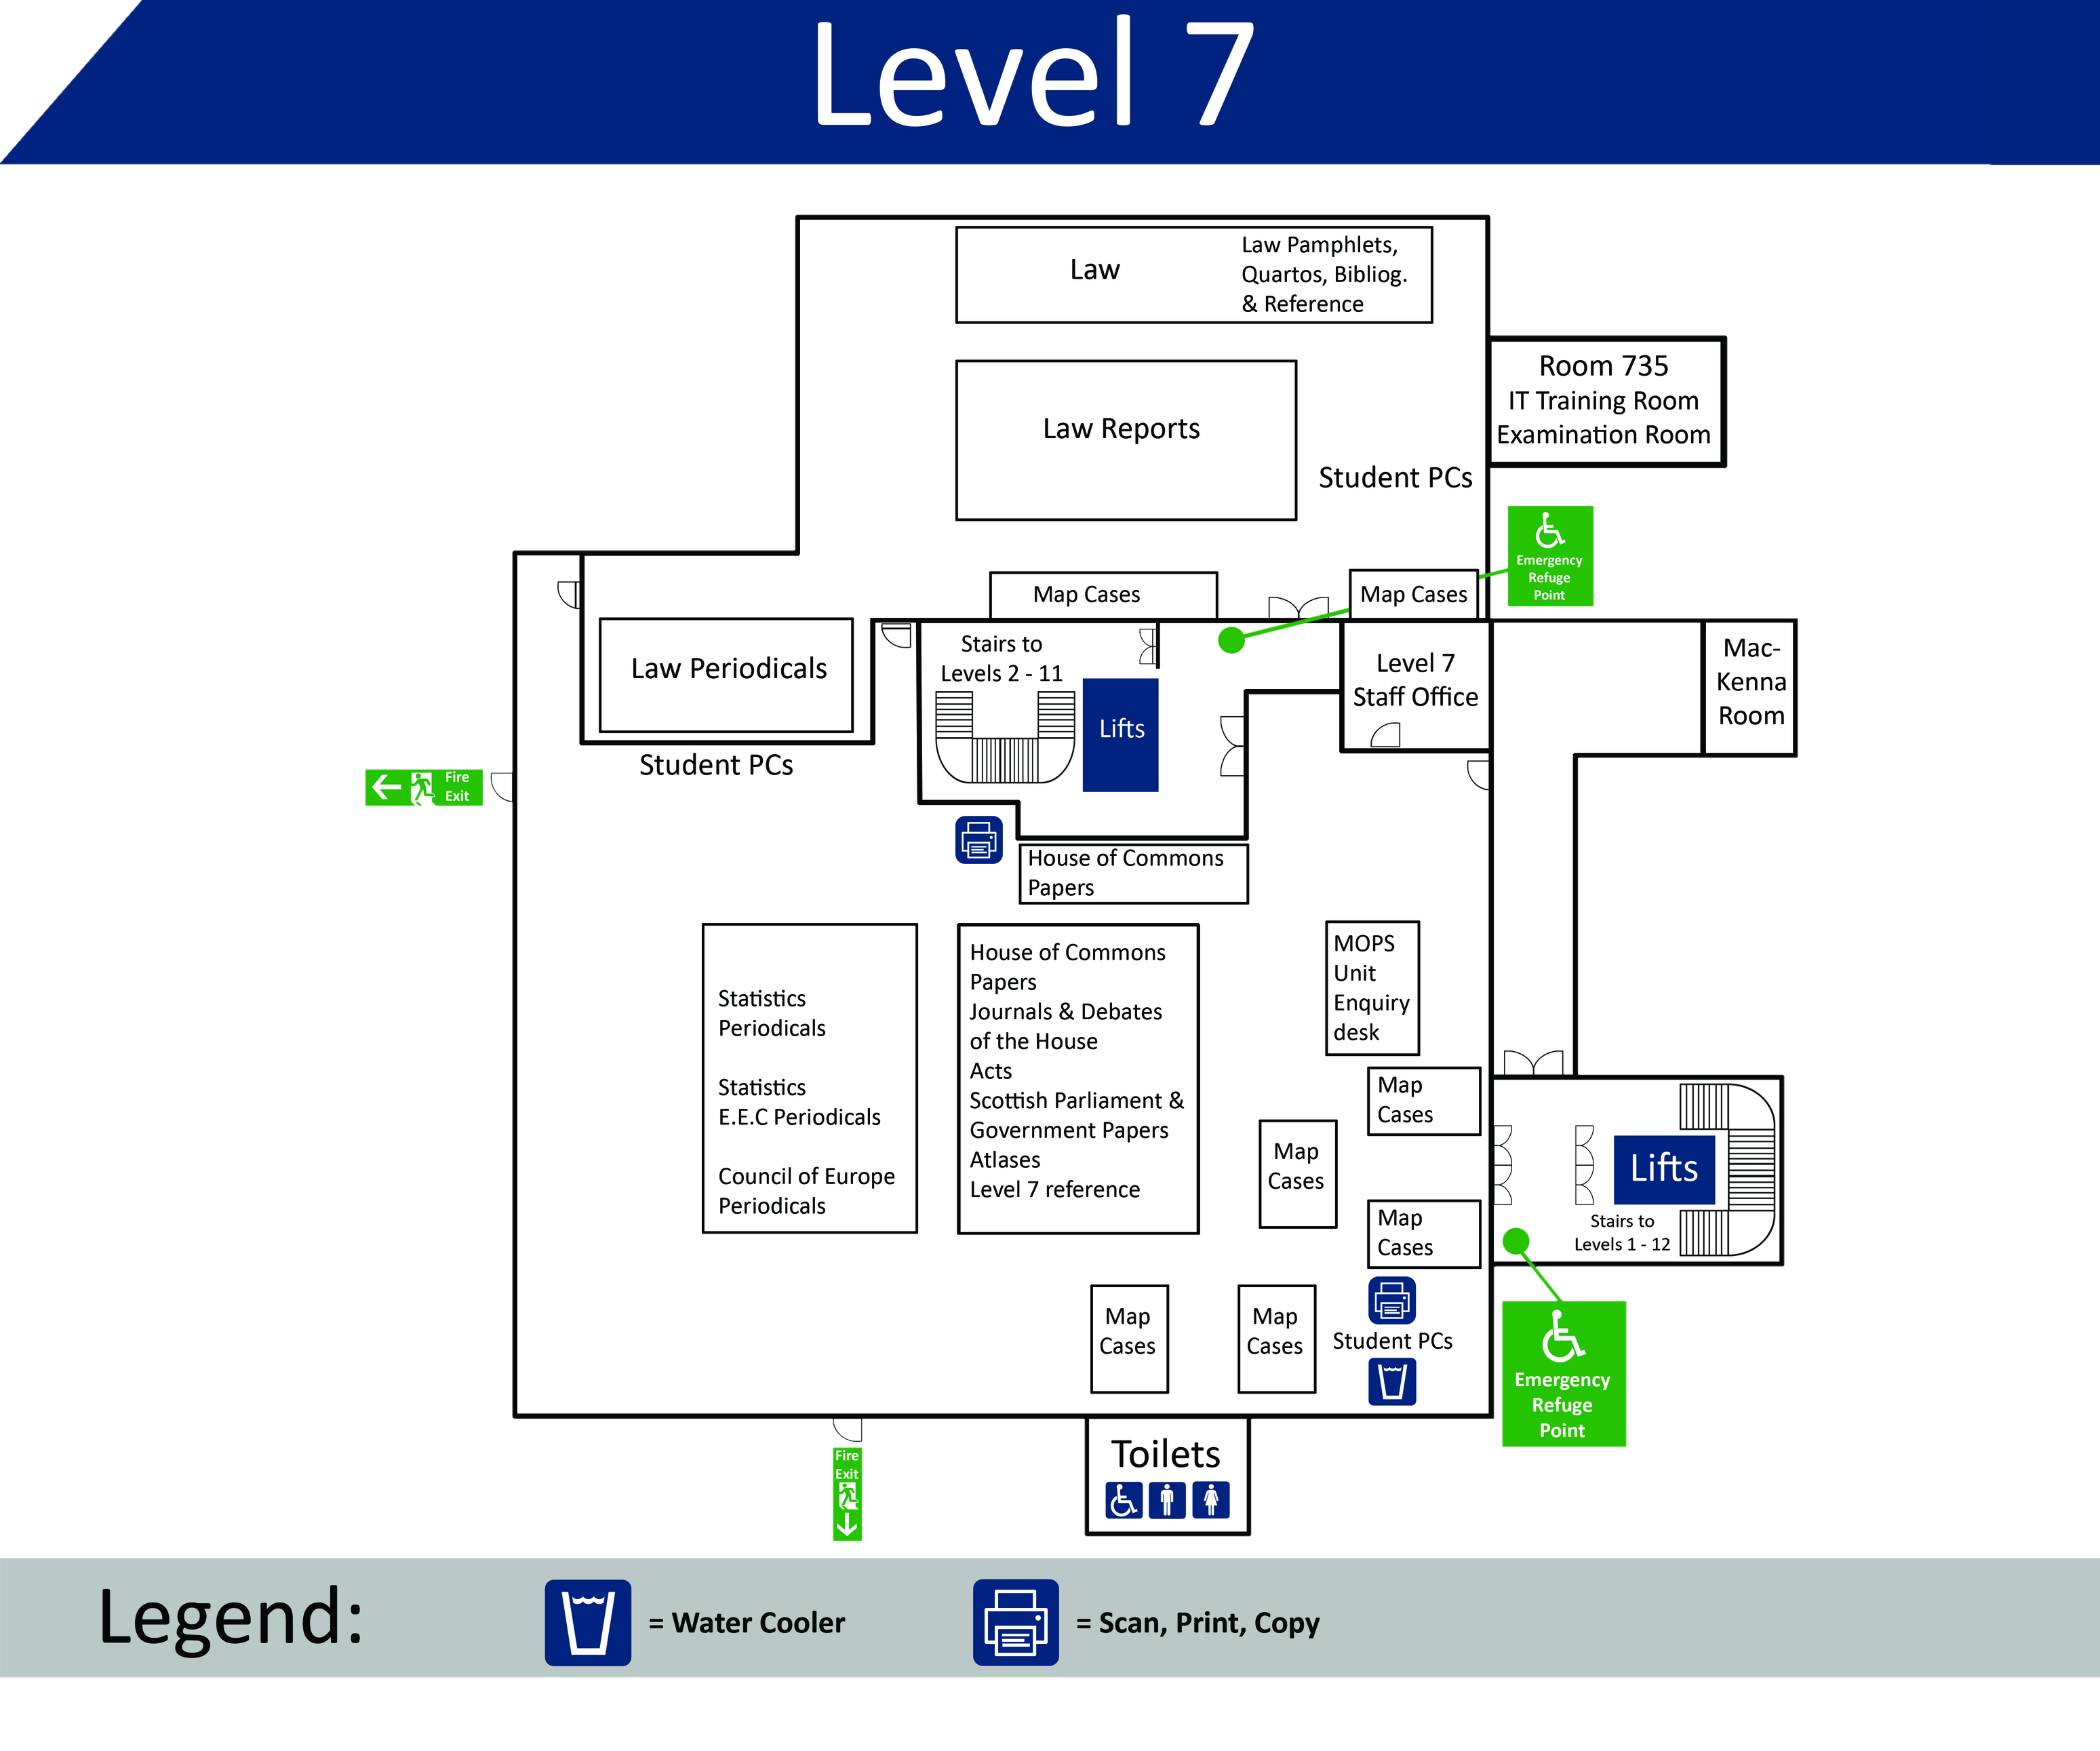 Level 7
Law
Law Pamphlets,
Quartos, Bibliog.
& Reference
Room 735
IT Training Room
Examination Room
Law Reports
Student PCs
Emergency
Refuge
Point
Map Cases
Map Cases
Law Periodicals
Stairs to
Levels 2 - 11
Lifts
Level 7
Staff Office
Mac-
Kenna
Room
Student PCs
Fire
Exit
House of Commons
Papers
Statistics
Periodicals
Statistics
E.E.C Periodicals
Council of Europe
Periodicals
House of Commons
Papers
Journals & Debates
of the House
Acts
Scottish Parliament &
Government Papers
Atlases
Level 7 reference
MOPS
Unit
Enquiry
desk
Map
Cases
Map
Cases
Map
Cases
Lifts
Stairs to
Levels 1 - 12
Map
Cases
Map
Cases
Student PCs
Emergency
Refuge
Point
Toilets
Fire
Exit
Legend:
= Water Cooler
= Scan, Print, Copy